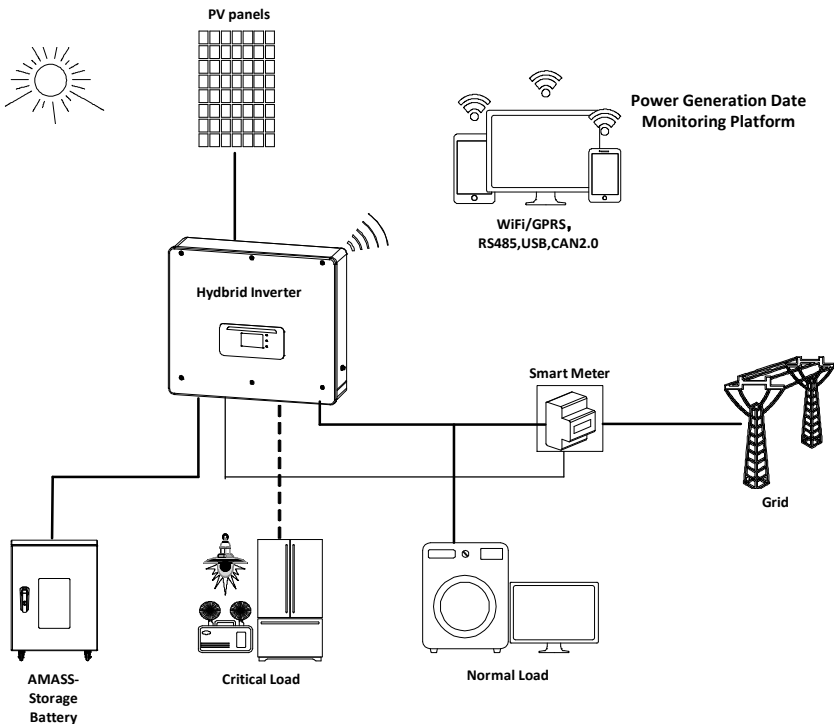 PV panels
Power Generation Date
Monitoring Platform
WiFi/GPRS，
RS485,USB,CAN2.0
Hydbrid Inverter
Smart Meter
Grid
AMASS-
Storage
Battery
Critical Load
Normal Load